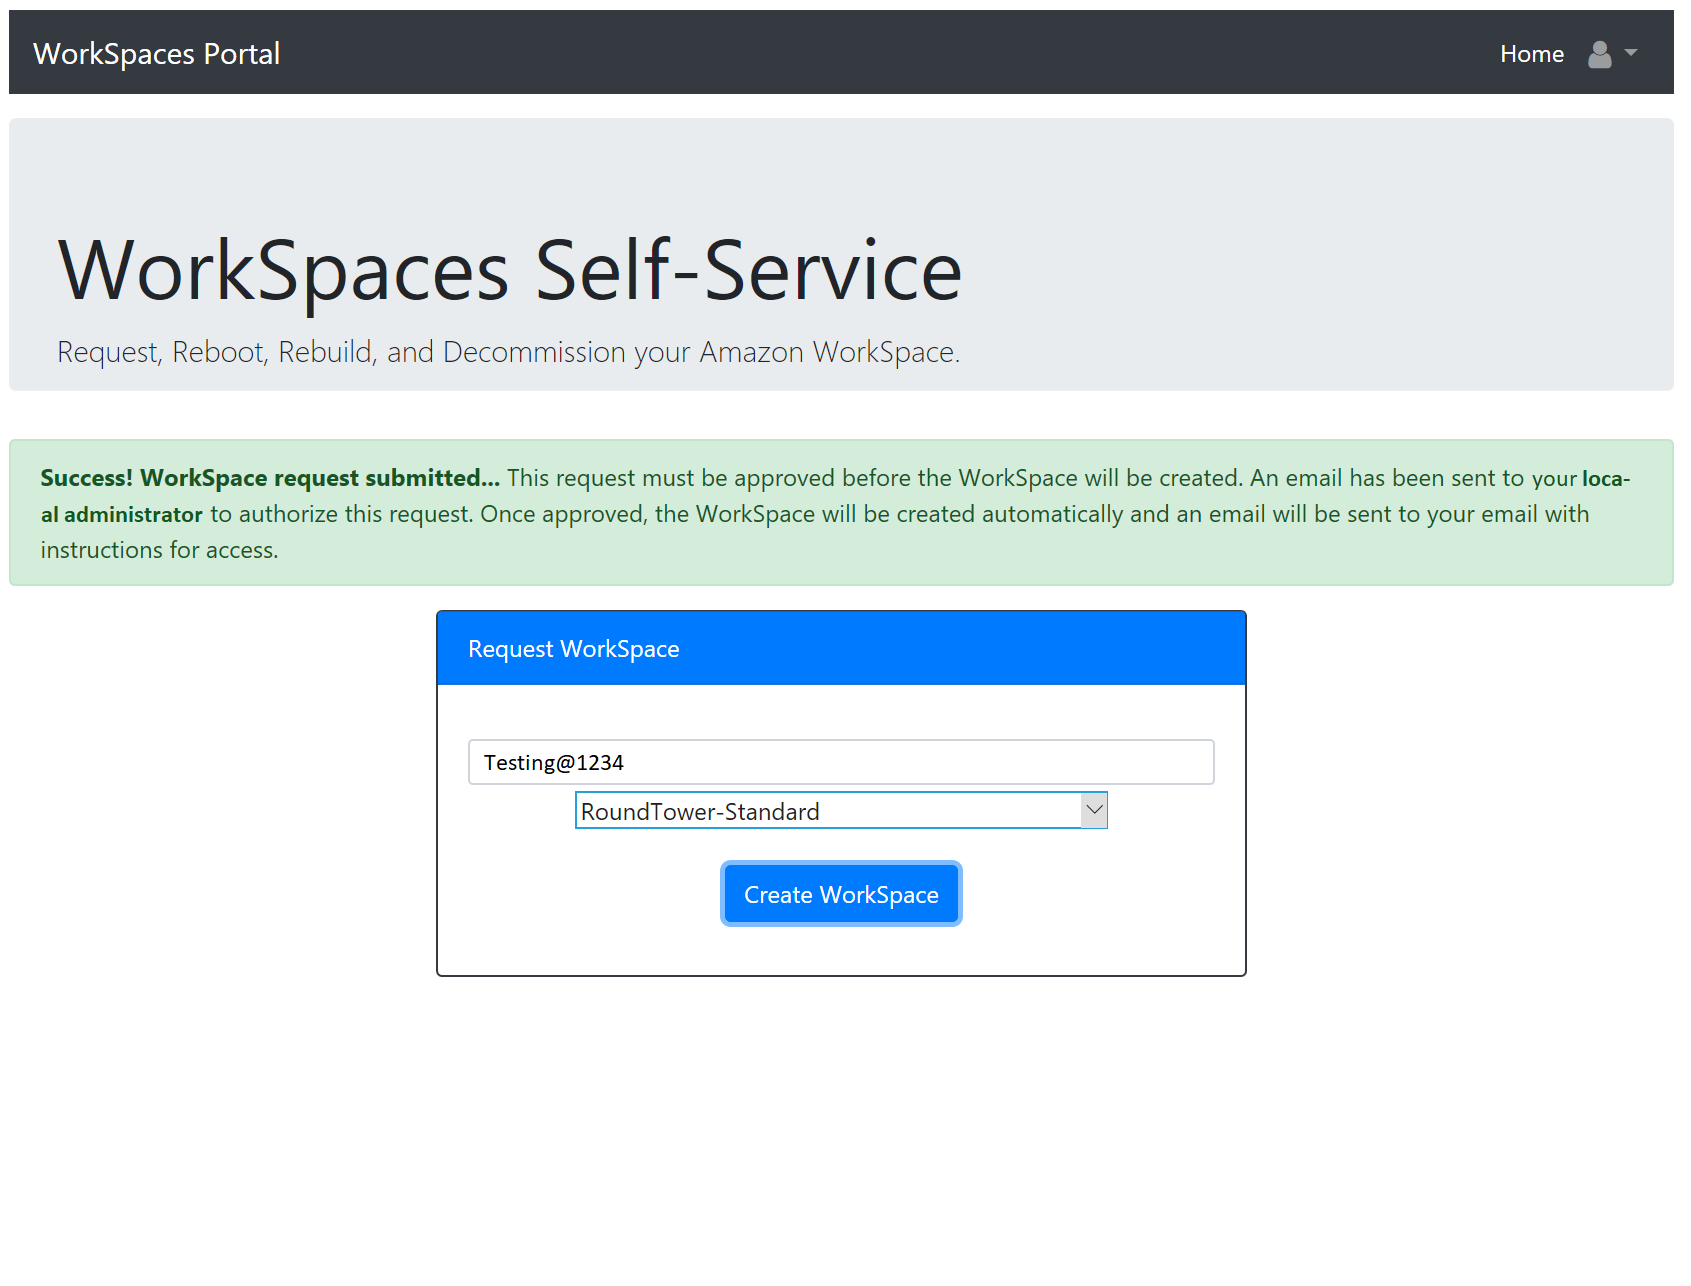 WorkSpaces Portal
Home
WorkSpaces Self-Service
Request, Reboot, Rebuild, and Decommission your Amazon WorkSpace.
Success! WorkSpace request submitted... This request must be approved before the WorkSpace will be created. An email has been sent to your loca-
al administrator to authorize this request. Once approved, the WorkSpace will be created automatically and an email will be sent to your email with
instructions for access.
Request WorkSpace
Testing@1234
RoundTower-Standard
Create WorkSpace